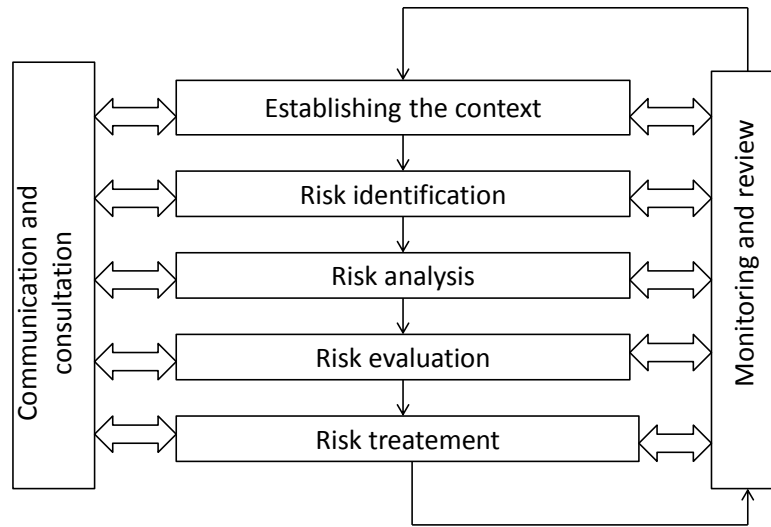 Communication and
consultation
Establishing the context
Risk identification
Risk analysis
Risk evaluation
Risk treatement
Monitoring and review